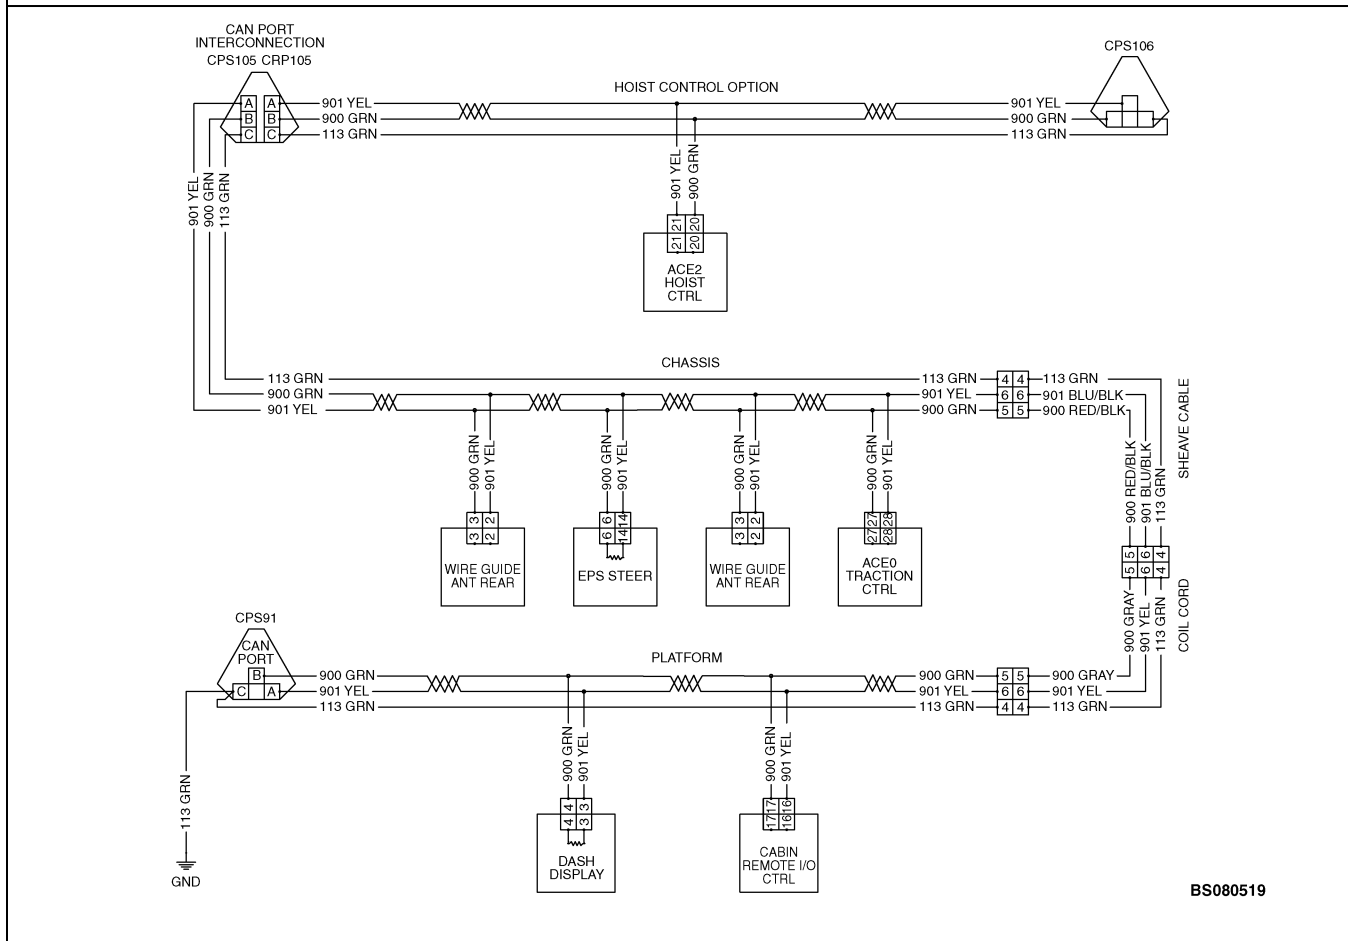 CAN PORT
INTERCONNECTION
CPS105 CRP105
CPS106
HOIST CONTROL OPTION
A A 901 YEL 901 YEL
B B 900 GRN 900 GRN
C C 113 GRN 113 GRN
901 YEL
900 GRN
113 GRN
901 YEL
900 GRN
21 20
21 20
ACE2
HOIST
CTRL
CHASSIS
113 GRN 113 GRN 4 4 113 GRN
900 GRN 901 YEL 6 6 901 BLU/BLK
901 YEL 900 GRN 5 5 900 RED/BLK
SHEAVE CABLE
900 GRN
901 YEL
900 GRN
901 YEL
900 GRN
901 YEL
900 GRN
901 YEL
900 RED/BLK
901 BLU/BLK
113 GRN
3 2
3 2
WIRE GUIDE
ANT REAR
6 14
6 14
EPS STEER
3 2
3 2
WIRE GUIDE
ANT REAR
27 28
27 28
ACE0
TRACTION
CTRL
5 6 4
5 6 4
900 GRAY
901 YEL
113 GRN
COIL CORD
CPS91
CAN
PORT
B
C A
PLATFORM
900 GRN 900 GRN 5 5 900 GRAY
901 YEL 901 YEL 6 6 901 YEL
113 GRN 113 GRN 4 4 113 GRN
113 GRN
GND
900 GRN
901 YEL
900 GRN
901 YEL
4 3
4 3
DASH
DISPLAY
17 16
17 16
CABIN
REMOTE I/O
CTRL
BS080519